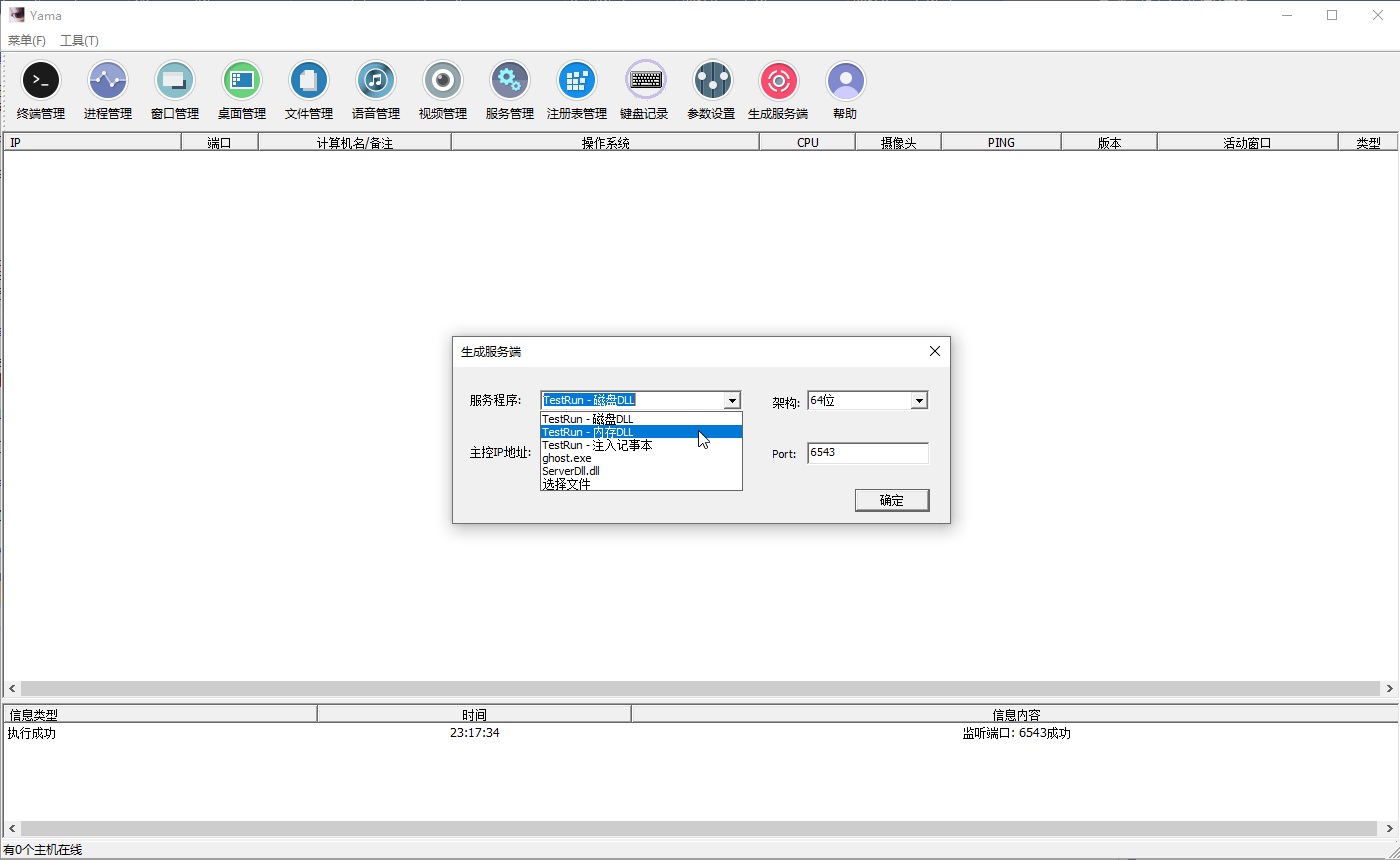 Yama
菜单(F) 工具(T)
终端管理 进程管理 窗口管理 桌面管理 文件管理 语音管理 视频管理 服务管理 注册表管理 键盘记录 参数设置 生成服务端 帮助
IP 端口 计算机名/备注 操作系统 CPU 摄像头 PING 版本 活动窗口 类型
生成服务端
服务程序: TestRun - 磁盘DLL 架构: 64位
TestRun - 磁盘DLL
TestRun - 内存DLL
TestRun - 注入记事本
主控IP地址: Port: 6543
ghost.exe
ServerDll.dll
选择文件
确定
信息类型 时间 信息内容
执行成功 23:17:34 监听端口: 6543成功
有0个主机在线